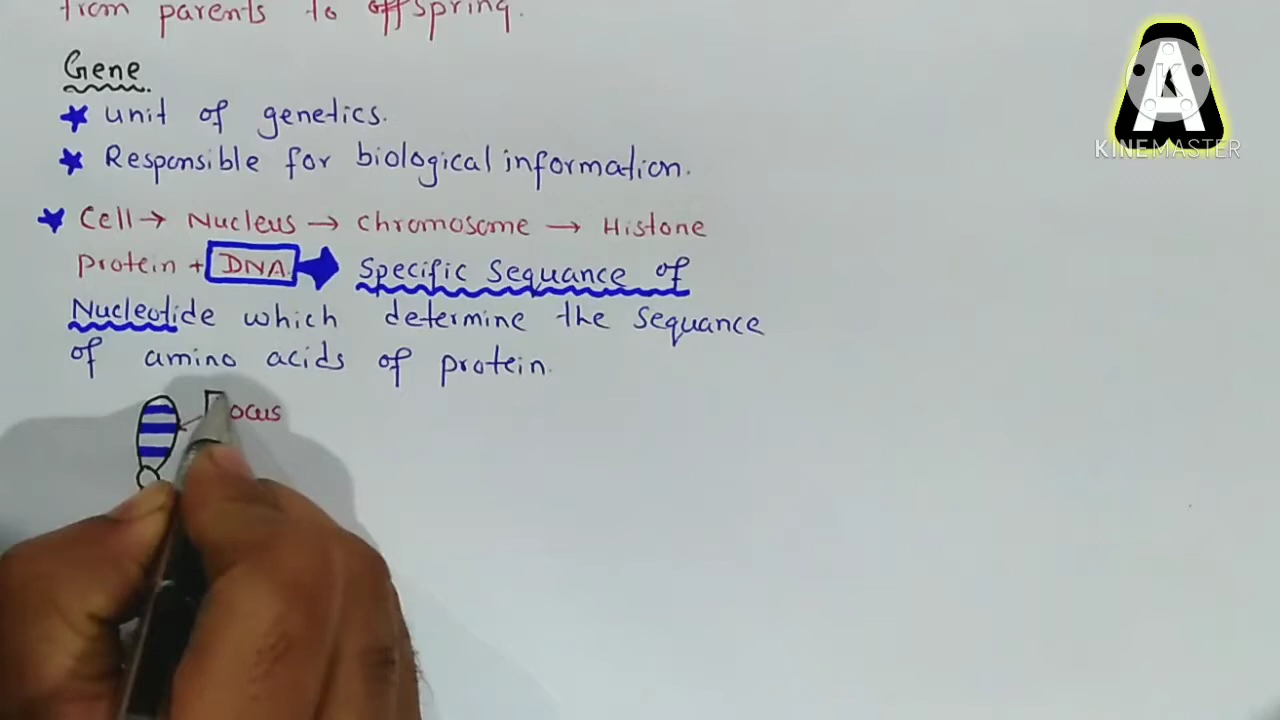 from parents to offspring.
Gene
unit of genetics.
Responsible for biological information.
Cell → Nucleus → chromosome → Histone
protein + DNA → Specific Sequance of
Nucleotide which determine the Sequance
of amino acids of protein.
KINEMASTER